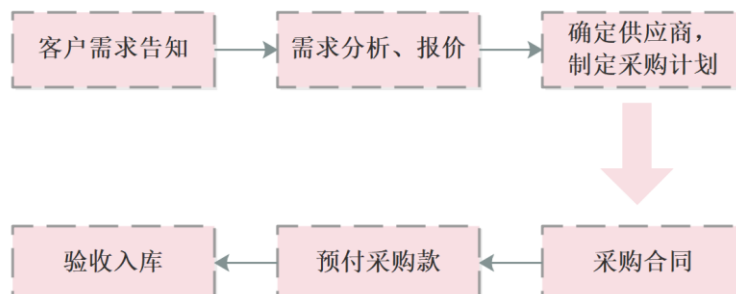 客户需求告知
需求分析、报价
确定供应商，
制定采购计划
采购合同
预付采购款
验收入库